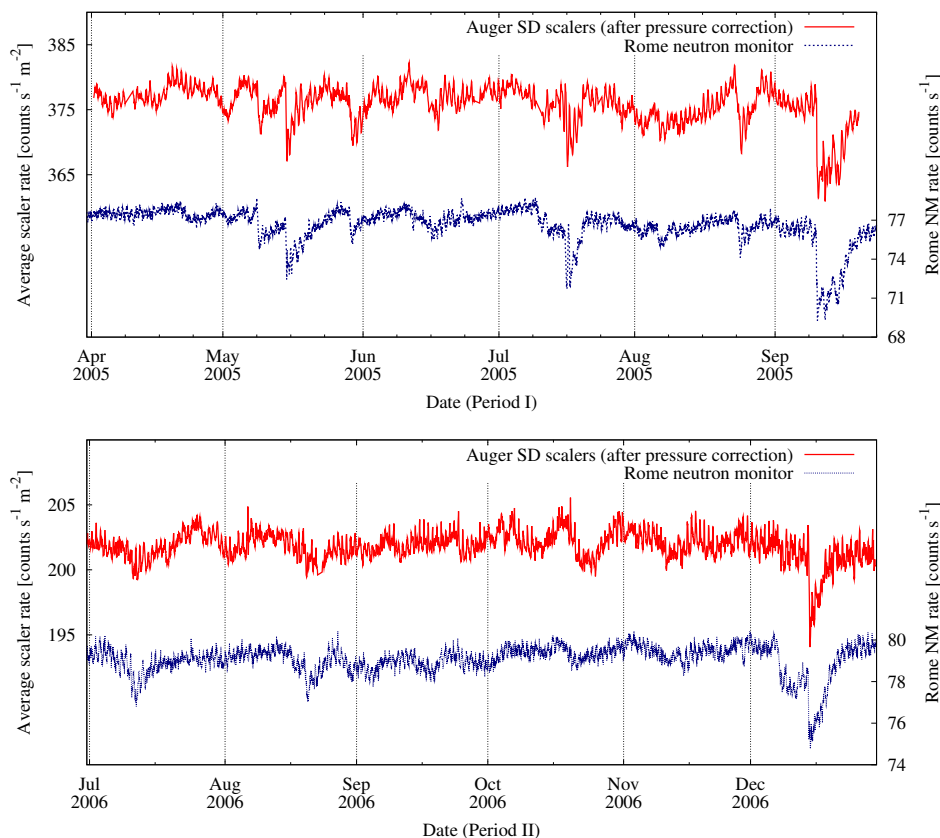 Auger SD scalers (after pressure correction)
Rome neutron monitor
385
375
365
77
74
71
68
Average scaler rate [counts s⁻¹ m⁻²]
Rome NM rate [counts s⁻¹]
Apr May Jun Jul Aug Sep
2005 2005 2005 2005 2005 2005
Date (Period I)
Auger SD scalers (after pressure correction)
Rome neutron monitor
205
200
195
80
78
76
74
Average scaler rate [counts s⁻¹ m⁻²]
Rome NM rate [counts s⁻¹]
Jul Aug Sep Oct Nov Dec
2006 2006 2006 2006 2006 2006
Date (Period II)